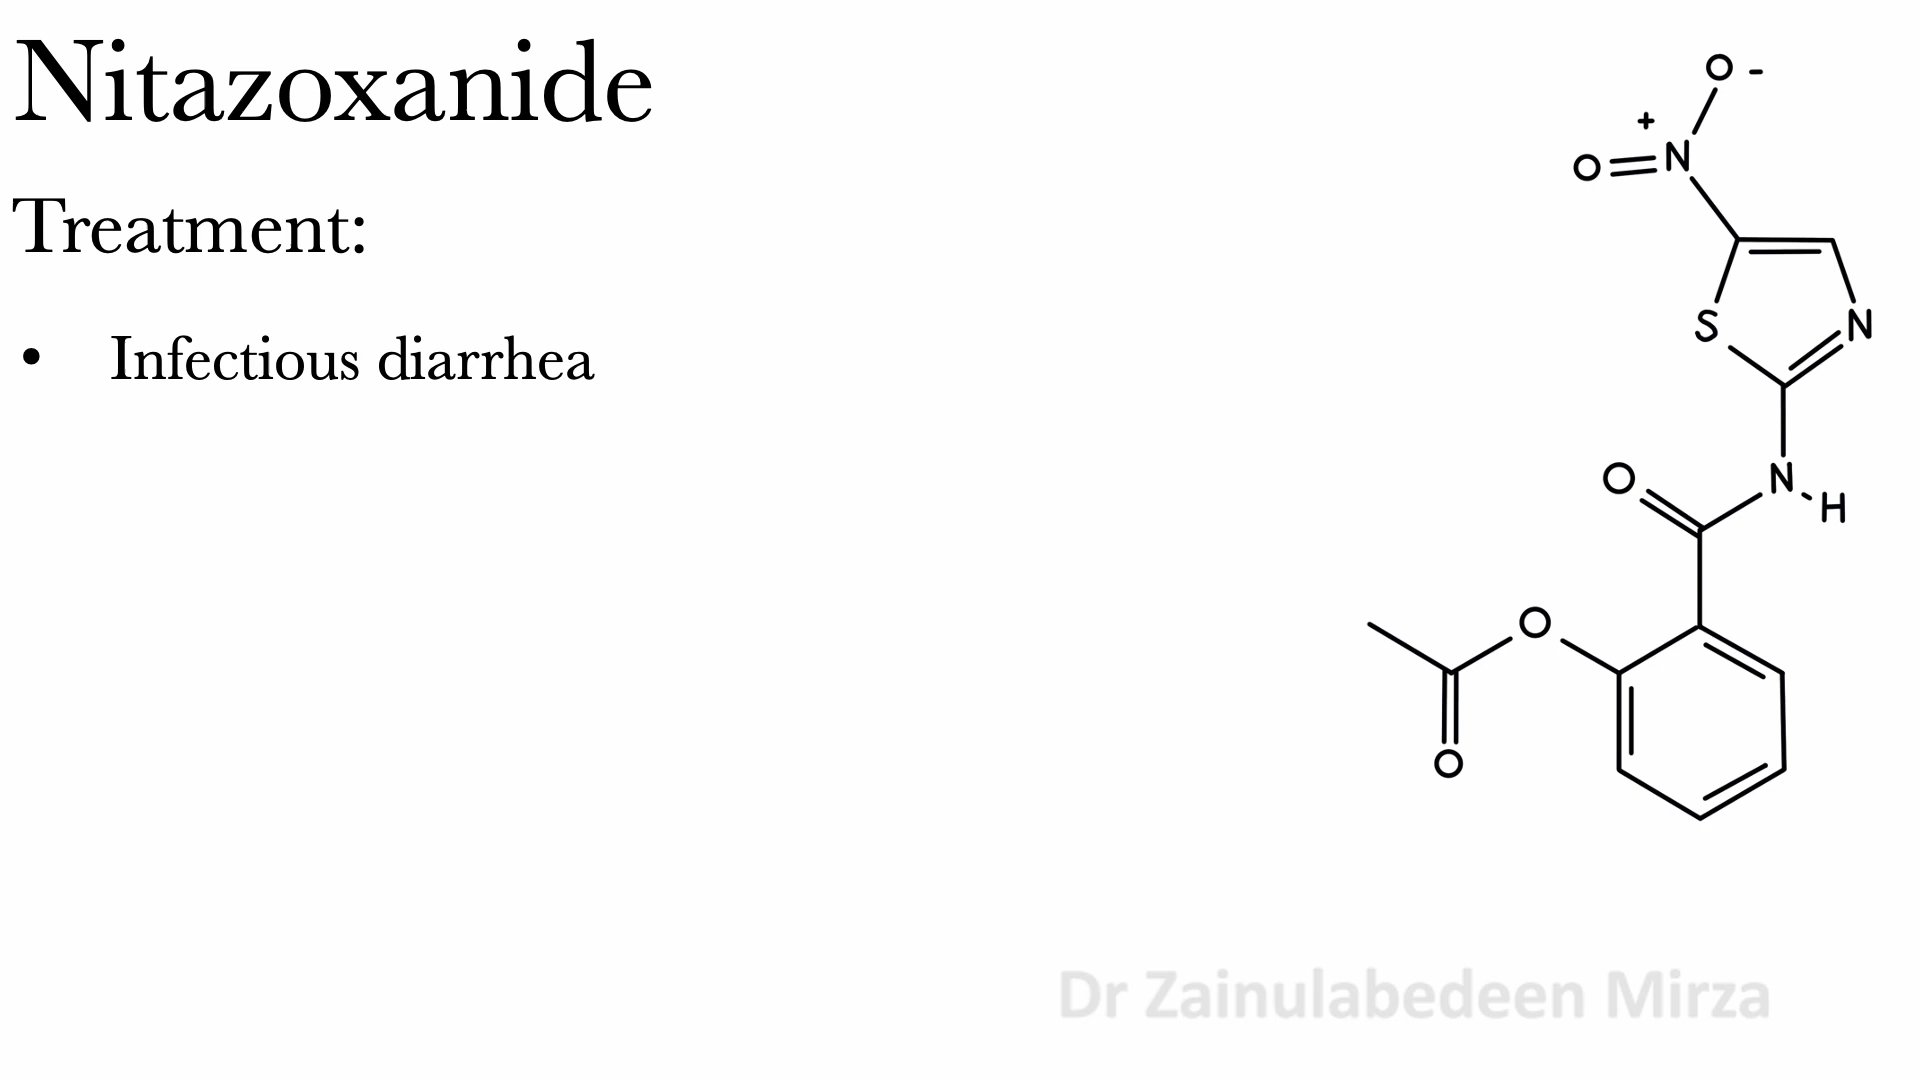 Nitazoxanide
Treatment:
• Infectious diarrhea
O -
+
O N
S N
O N H
O
O
Dr Zainulabedeen Mirza